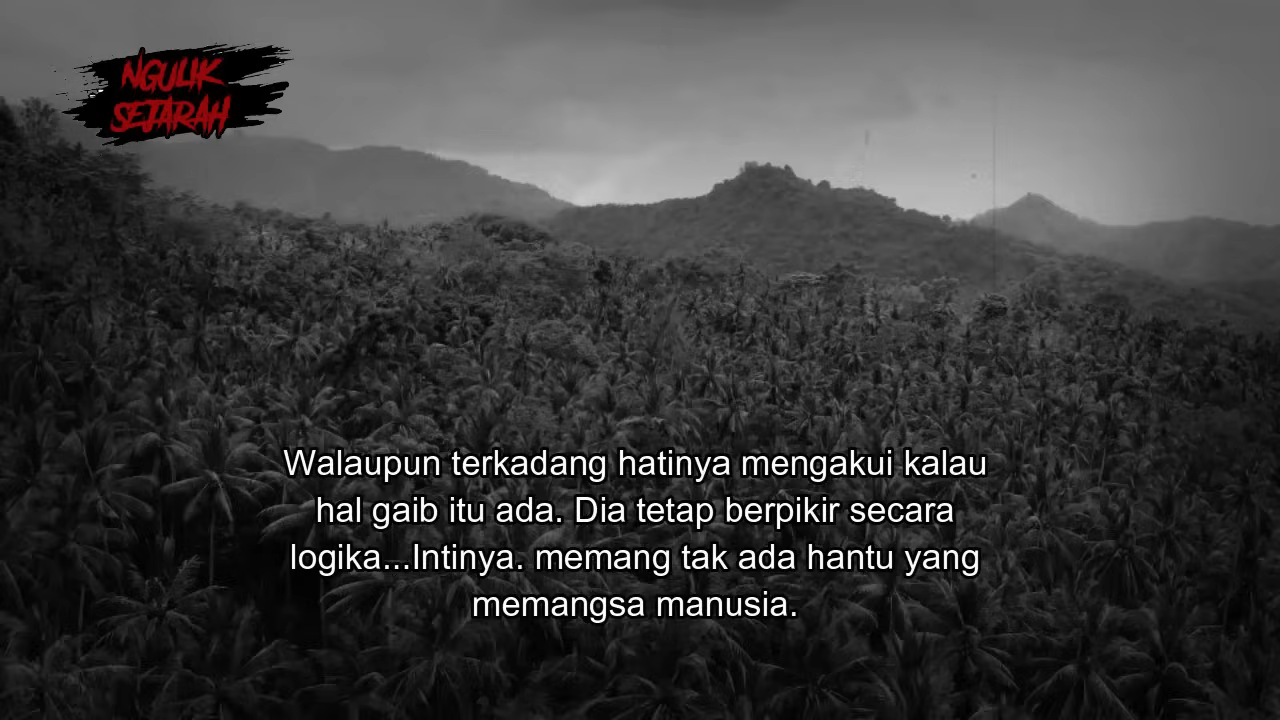 NGULIK
SEJARAH
Walaupun terkadang hatinya mengakui kalau
hal gaib itu ada. Dia tetap berpikir secara
logika...Intinya. memang tak ada hantu yang
memangsa manusia.